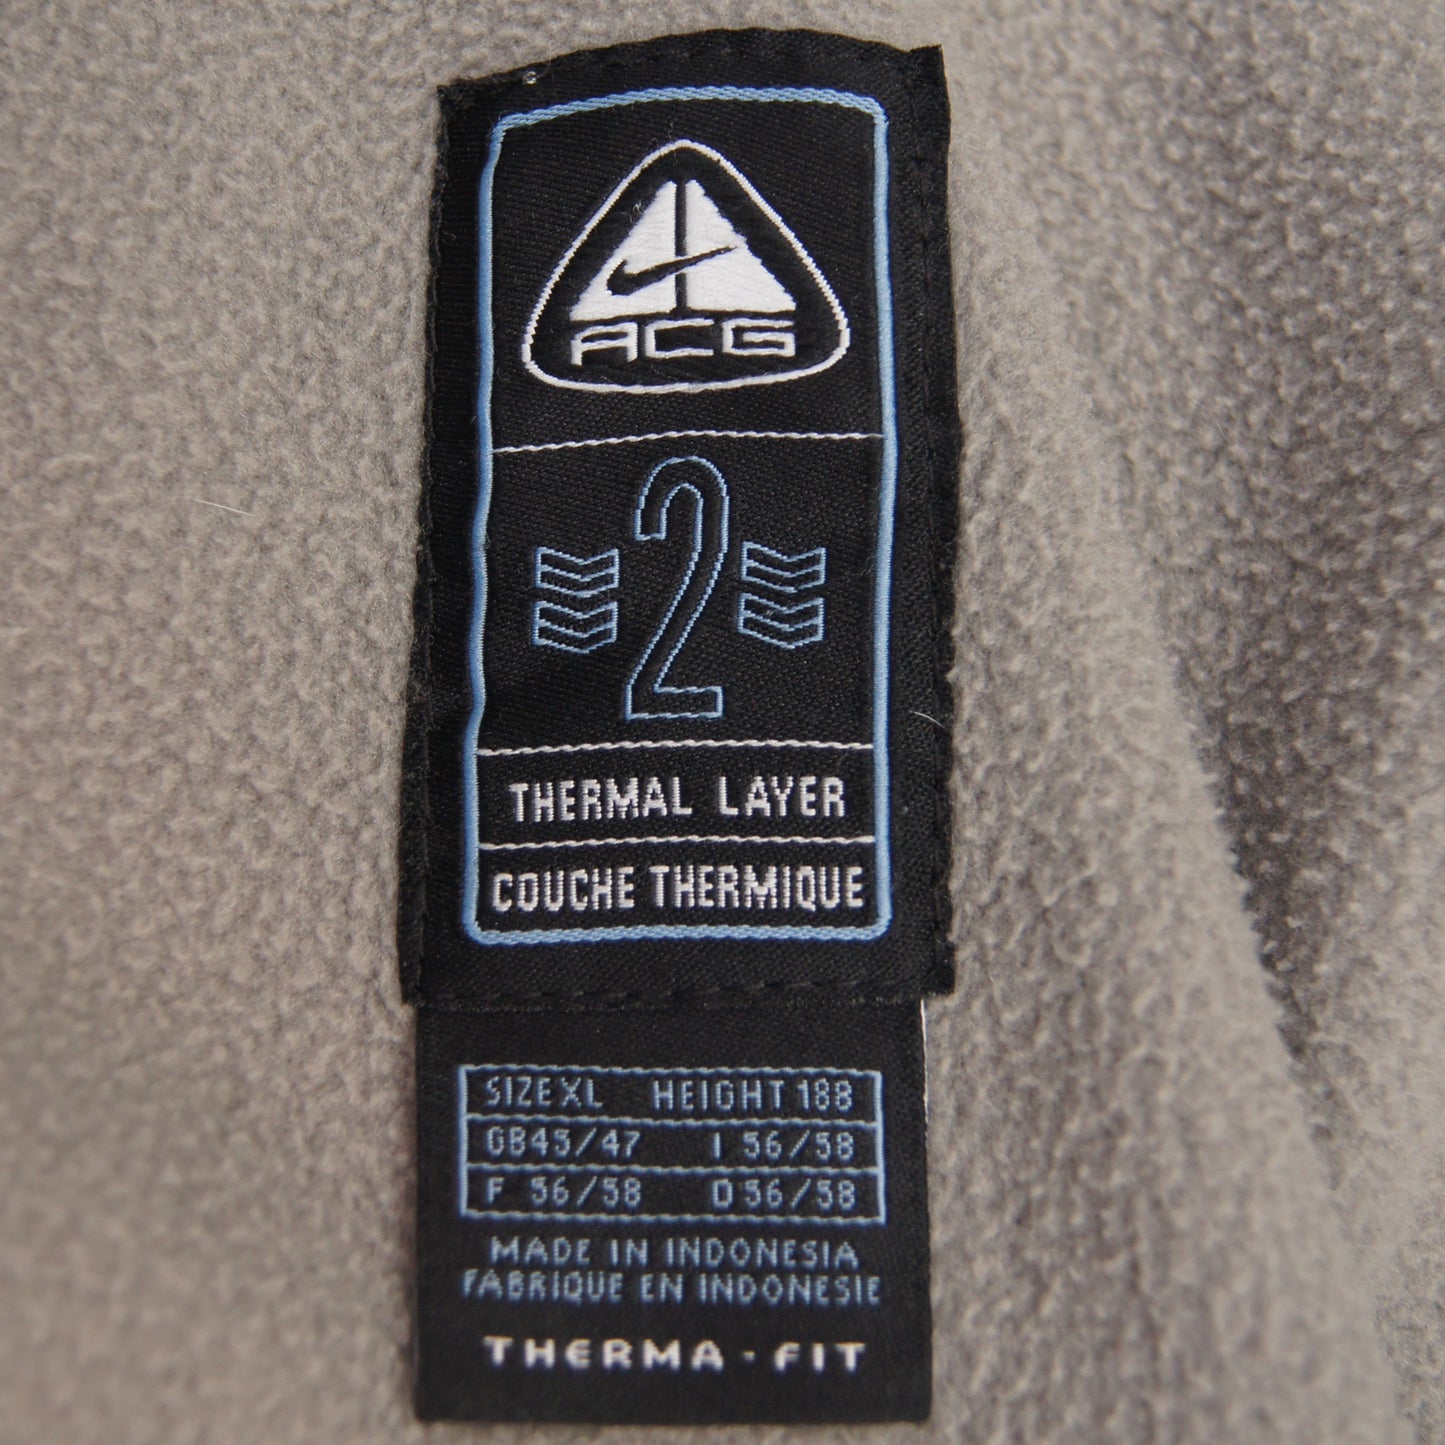 ACG
2
THERMAL LAYER
COUCHE THERMIQUE
SIZE XL HEIGHT 188
GB 45/47 I 56/58
F 56/58 D 56/58
MADE IN INDONESIA
FABRIQUE EN INDONESIE
THERMA-FIT